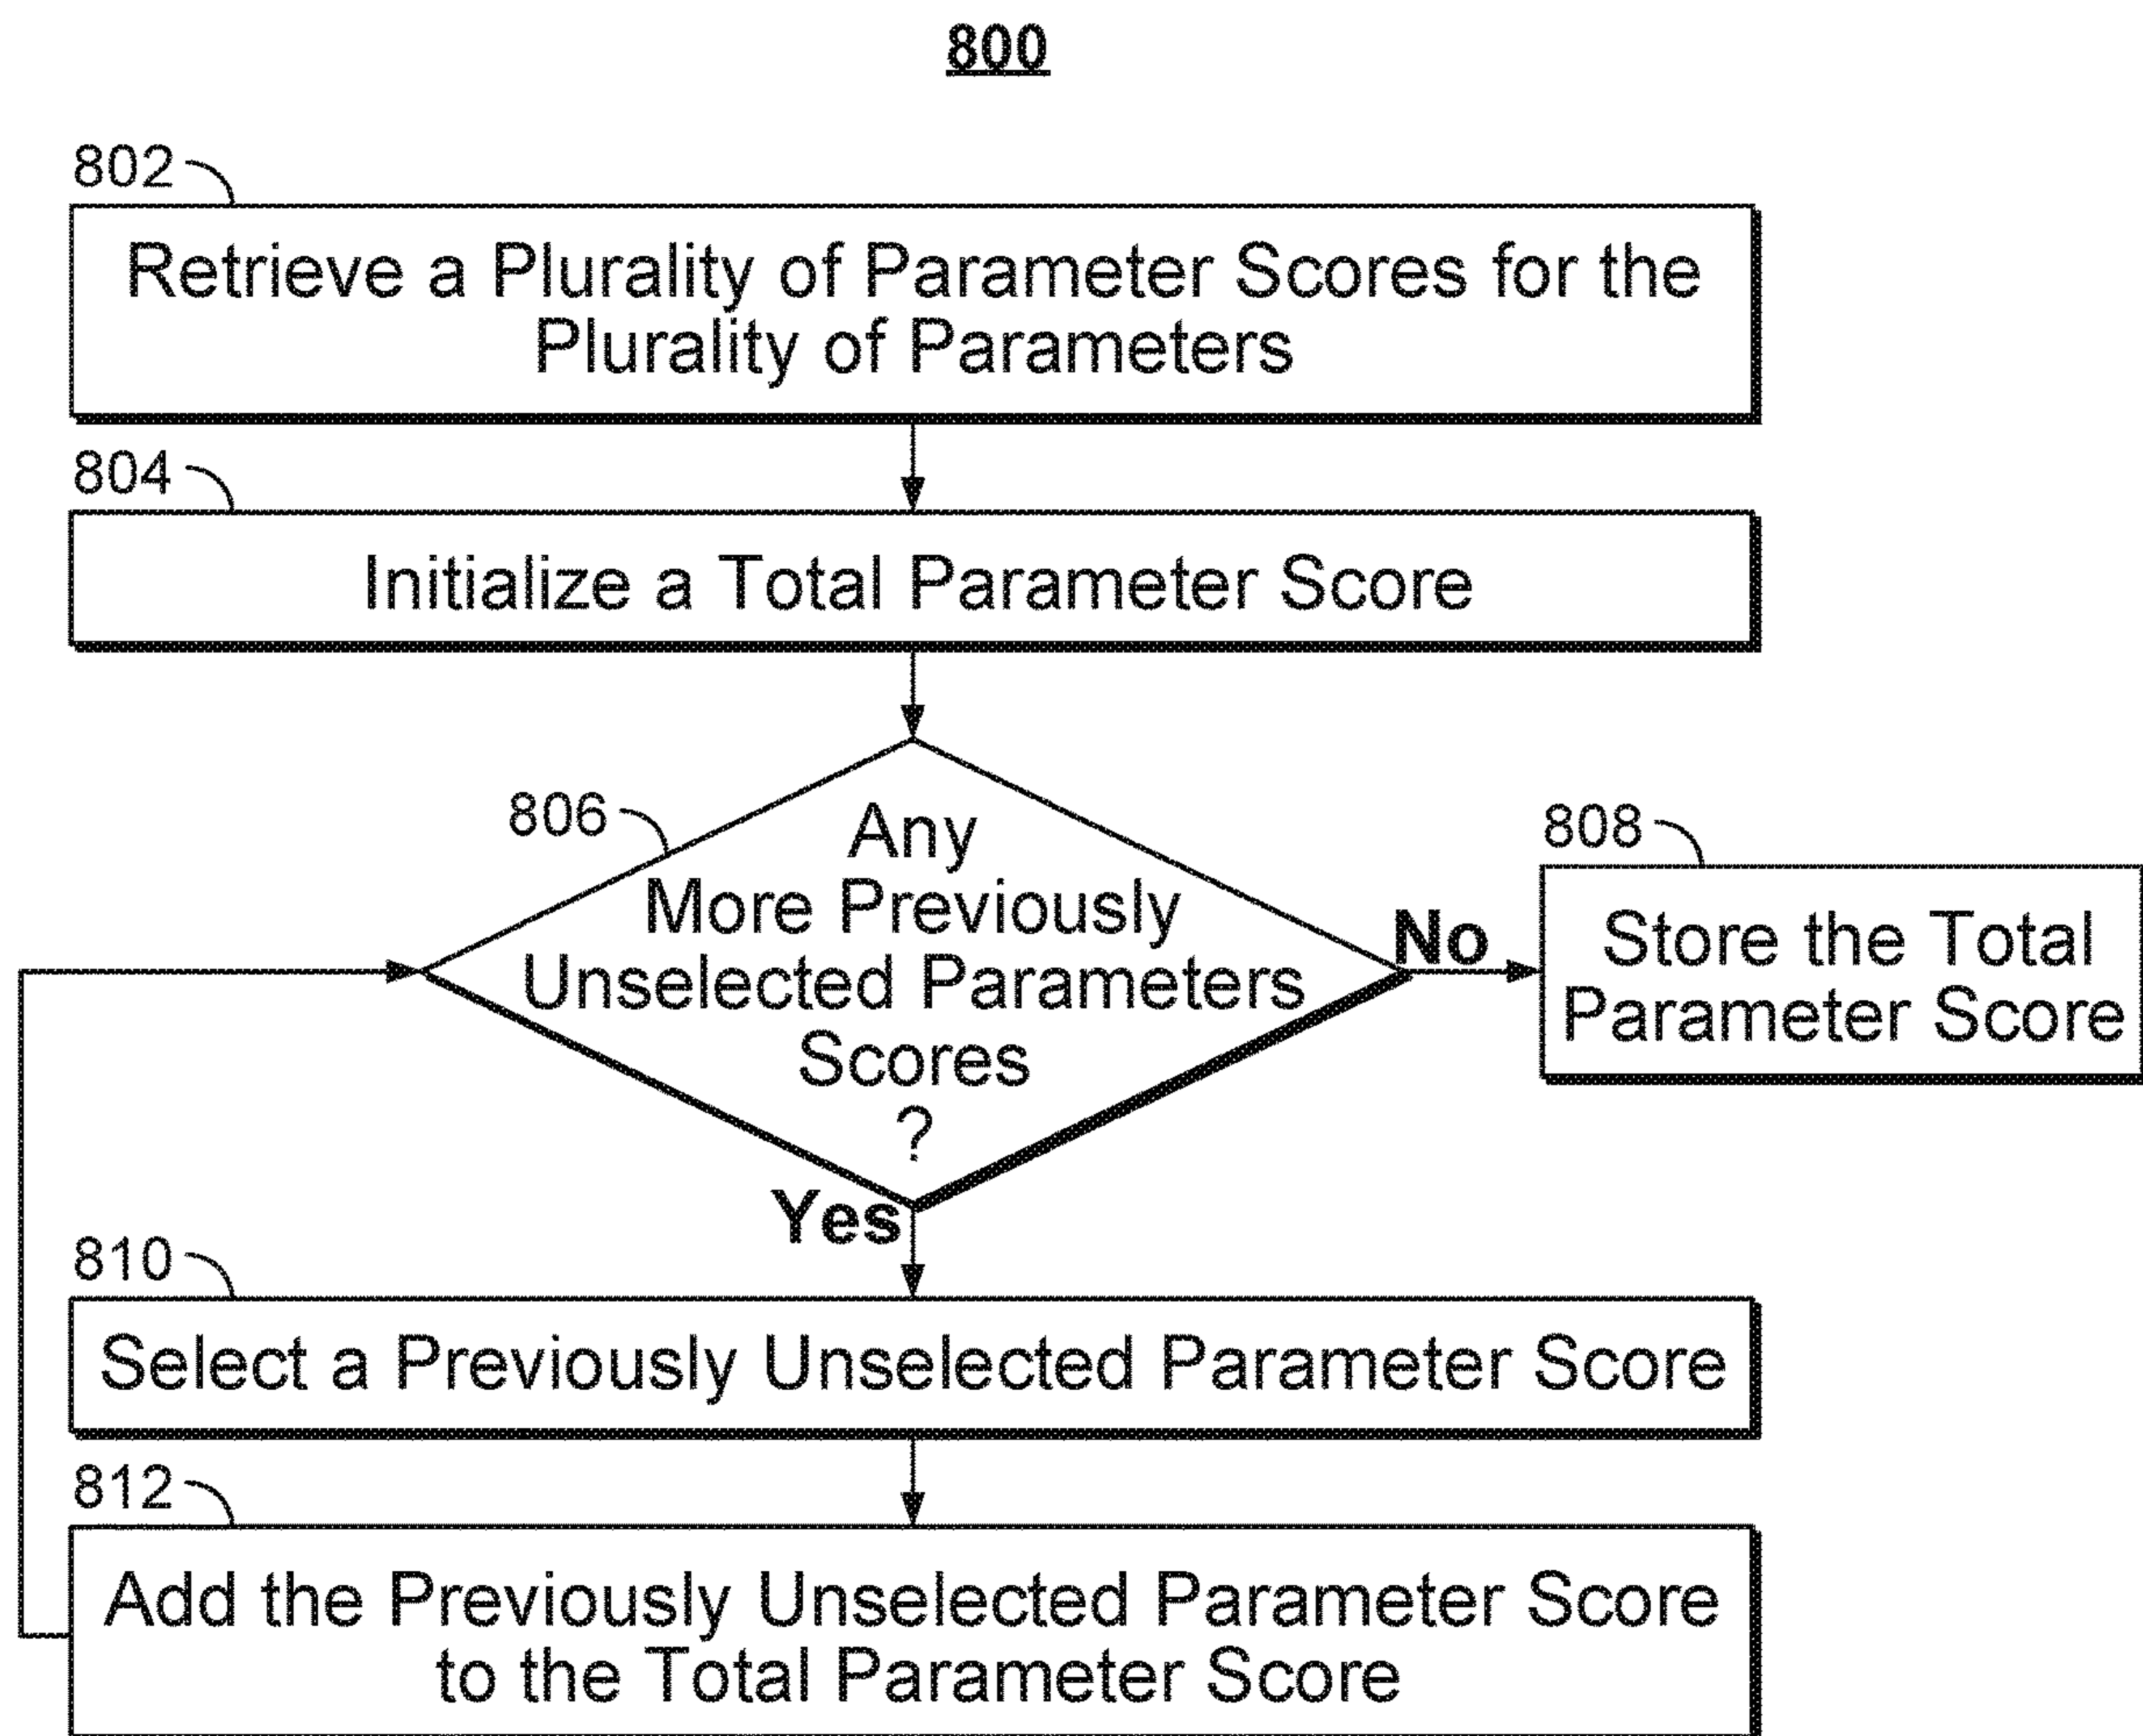 800
802
Retrieve a Plurality of Parameter Scores for the
Plurality of Parameters
804
Initialize a Total Parameter Score
806
Any
More Previously
Unselected Parameters
Scores
?
No
808
Store the Total
Parameter Score
Yes
810
Select a Previously Unselected Parameter Score
812
Add the Previously Unselected Parameter Score
to the Total Parameter Score